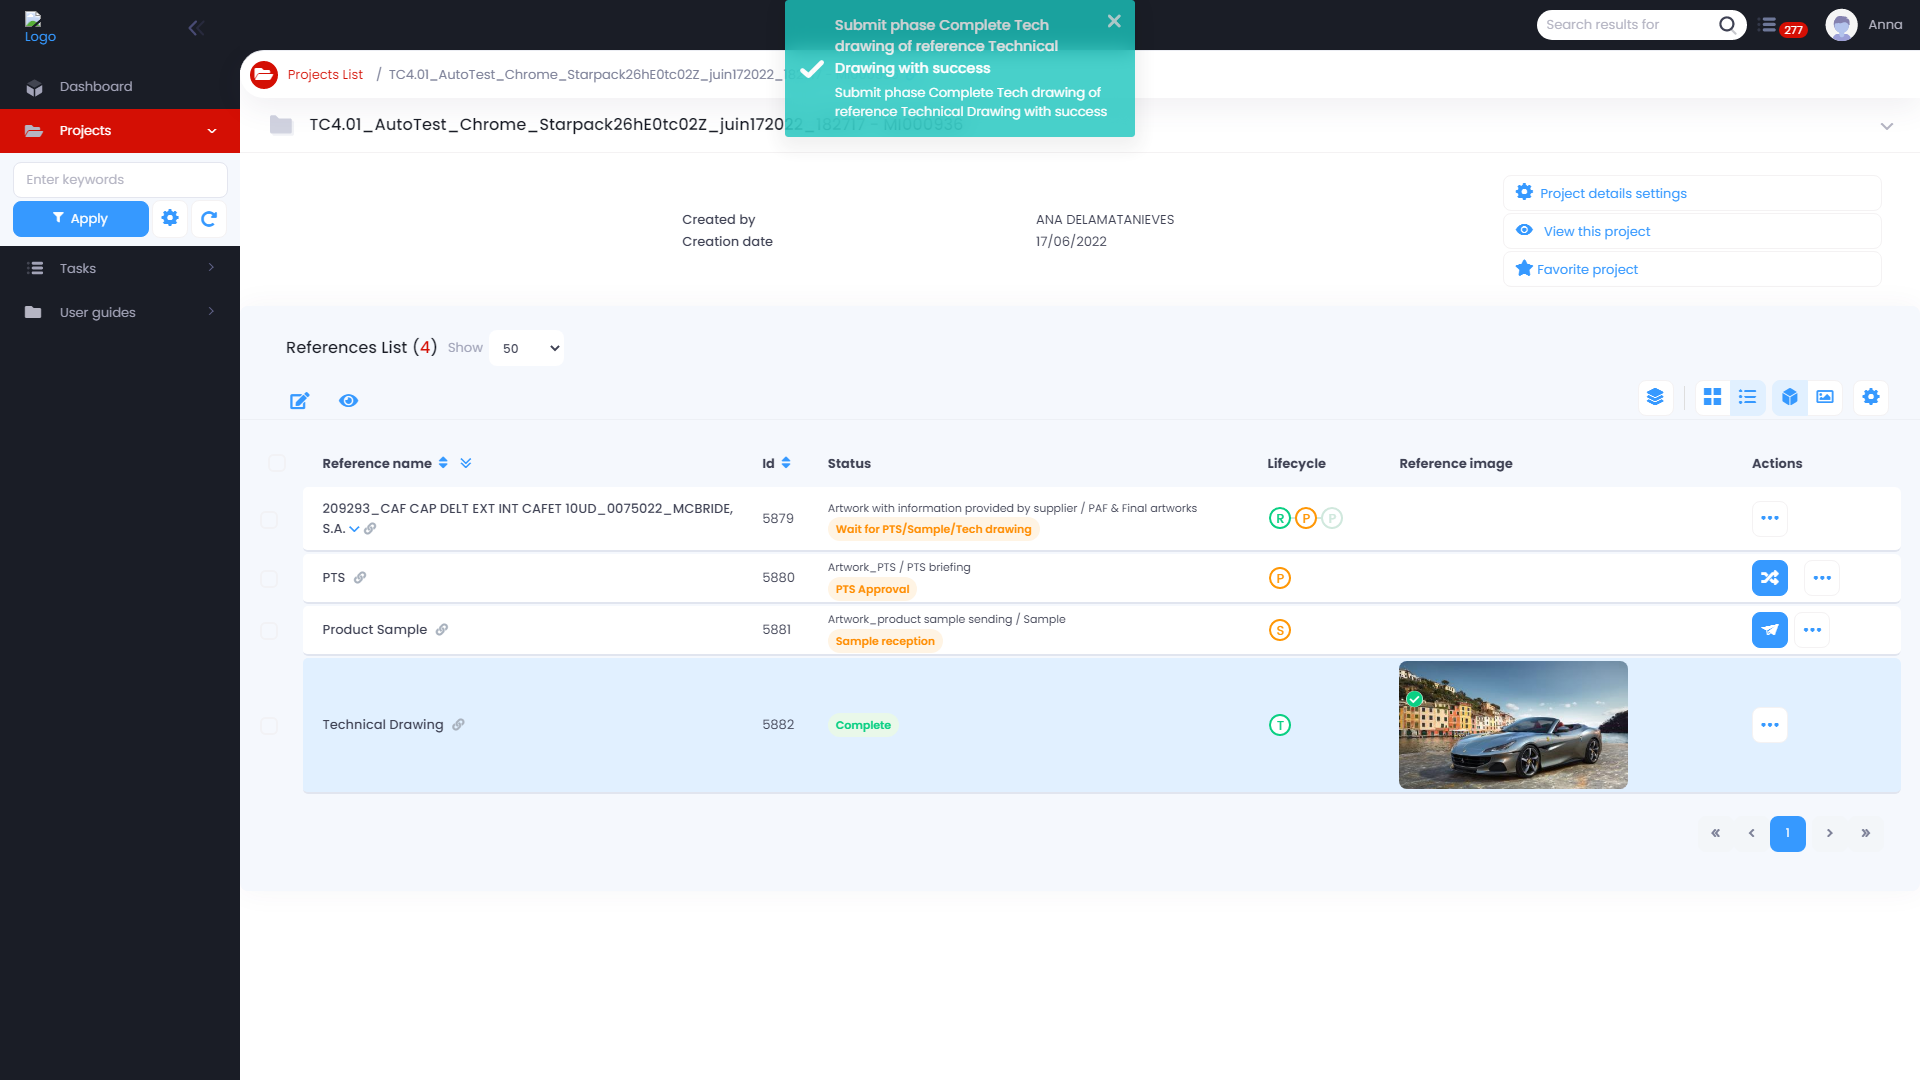 Logo
Submit phase Complete Tech
drawing of reference Technical
Drawing with success
Submit phase Complete Tech drawing of
reference Technical Drawing with success
Search results for
277
Anna
Dashboard
Projects
Enter keywords
Apply
Tasks
User guides
Projects List / TC4.01_AutoTest_Chrome_Starpack26hE0tc02Z_juin172022_1
TC4.01_AutoTest_Chrome_Starpack26hE0tc02Z_juin172022_182717 - MI000936
Created by ANA DELAMATANIEVES
Creation date 17/06/2022
Project details settings
View this project
Favorite project
References List (4) Show 50
Reference name Id Status Lifecycle Reference image Actions
209293_CAF CAP DELT EXT INT CAFET 10UD_0075022_MCBRIDE,
S.A.
5879
Artwork with information provided by supplier / PAF & Final artworks
Wait for PTS/Sample/Tech drawing
R P P
PTS
5880
Artwork_PTS / PTS briefing
PTS Approval
P
Product Sample
5881
Artwork_product sample sending / Sample
Sample reception
S
Technical Drawing
5882
Complete
T
« ‹ 1 › »